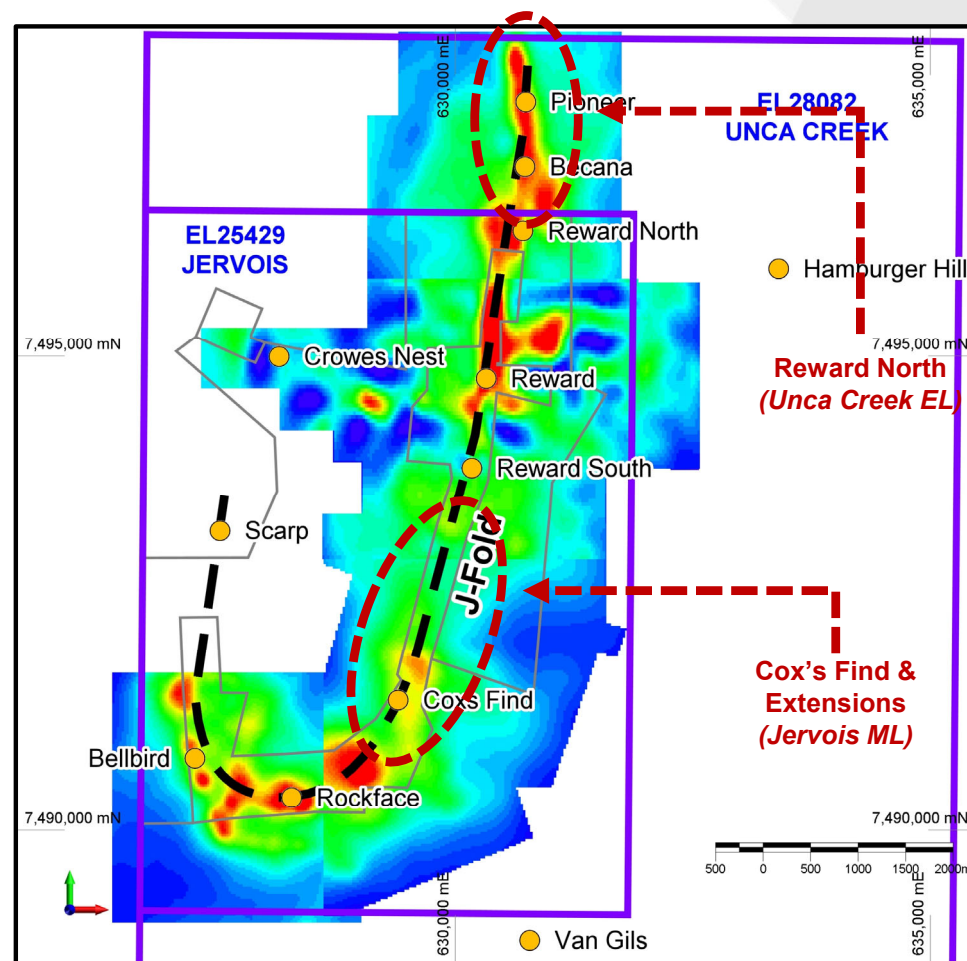 630,000 mE
635,000 mE
Pioneer
EL28082
UNCA CREEK
Becana
EL25429
JERVOIS
Reward North
Hamburger Hill
7,495,000 mN
7,495,000 mN
Crowes Nest
Reward
Reward North
(Unca Creek EL)
Reward South
Scarp
J-Fold
Cox's Find &
Extensions
(Jervois ML)
Coxs Find
Bellbird
Rockface
7,490,000 mN
7,490,000 mN
500 0 500 1000 1500 2000m
630,000 mE
635,000 mE
Van Gils